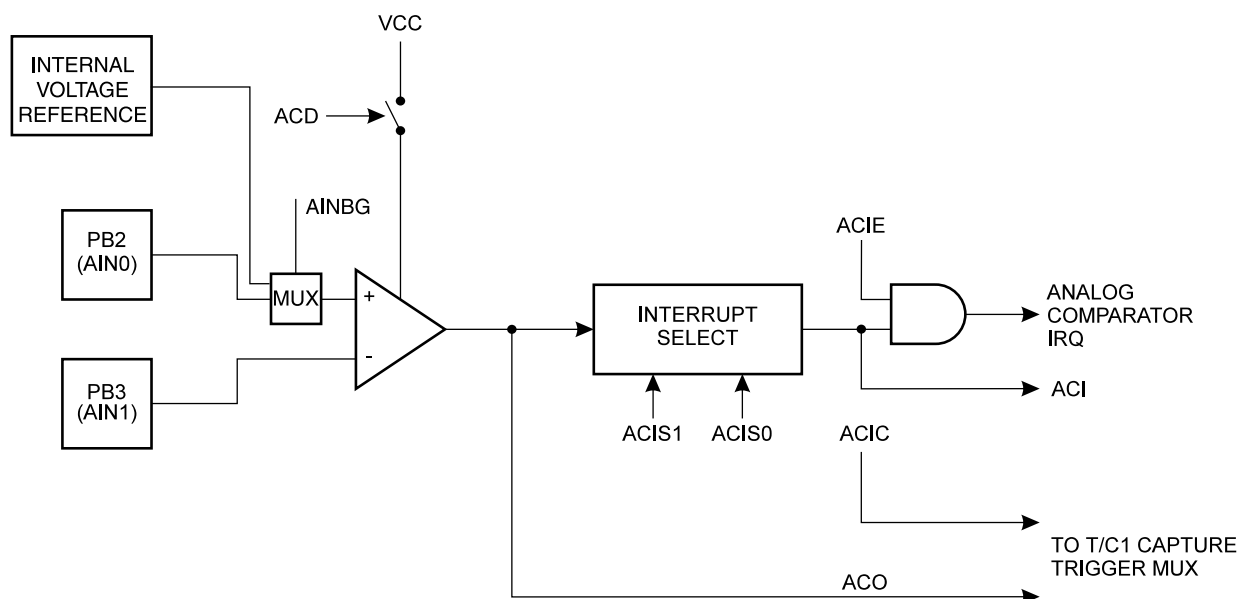 VCC
INTERNAL
VOLTAGE
REFERENCE
ACD
AINBG
PB2
(AIN0)
MUX
+
-
PB3
(AIN1)
INTERRUPT
SELECT
ACIS1
ACIS0
ACIE
ANALOG
COMPARATOR
IRQ
ACI
ACIC
TO T/C1 CAPTURE
TRIGGER MUX
ACO